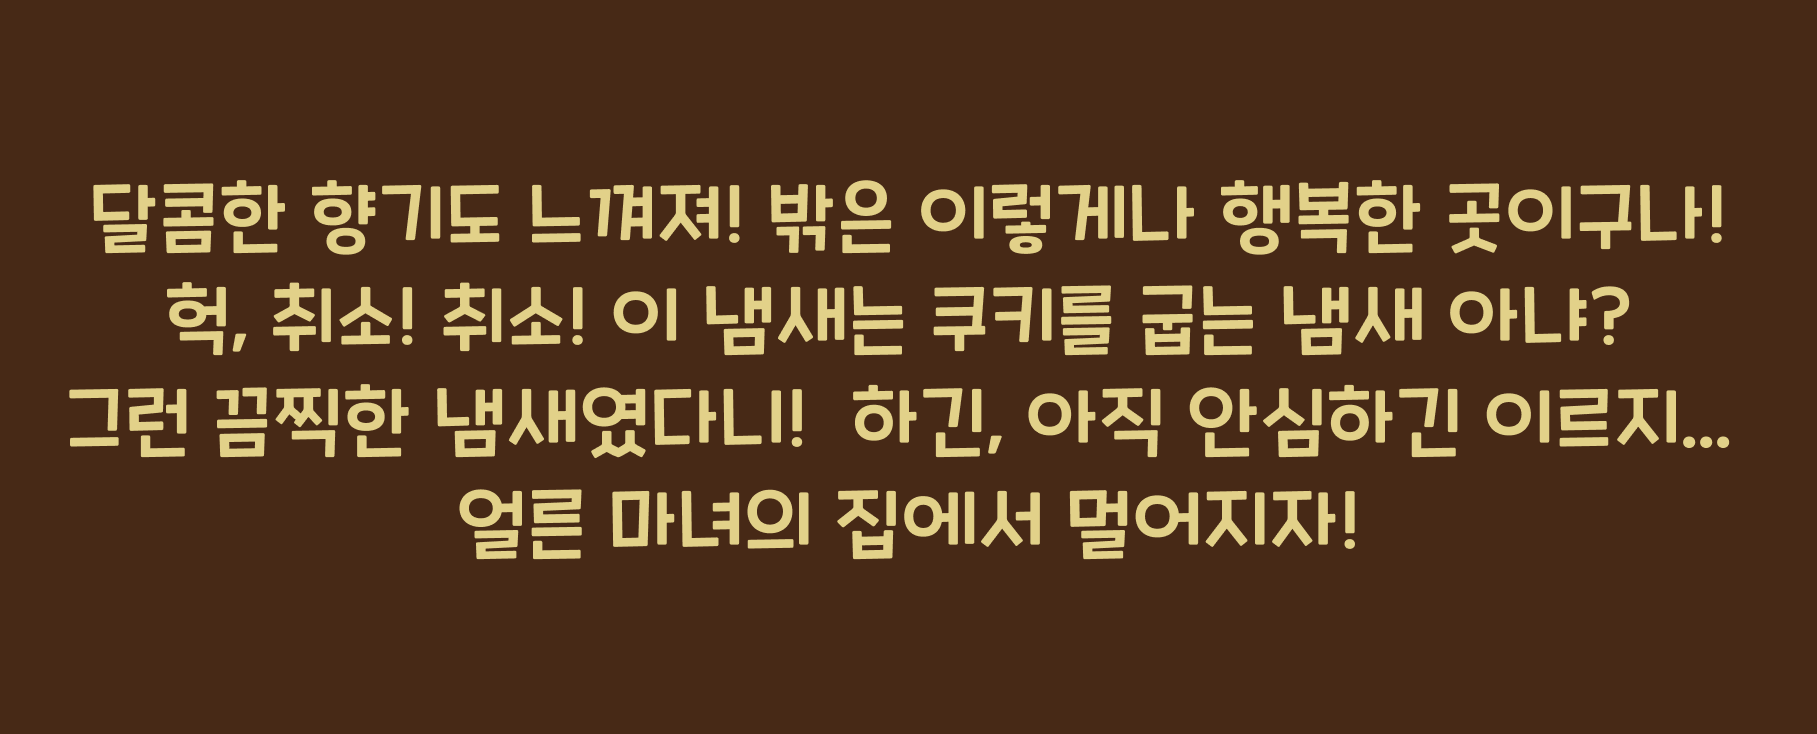 달콤한 향기도 느껴져! 밖은 이렇게나 행복한 곳이구나!
헉, 취소! 취소! 이 냄새는 쿠키를 굽는 냄새 아냐?
그런 끔찍한 냄새였다니!  하긴, 아직 안심하긴 이르지...
얼른 마녀의 집에서 멀어지자!